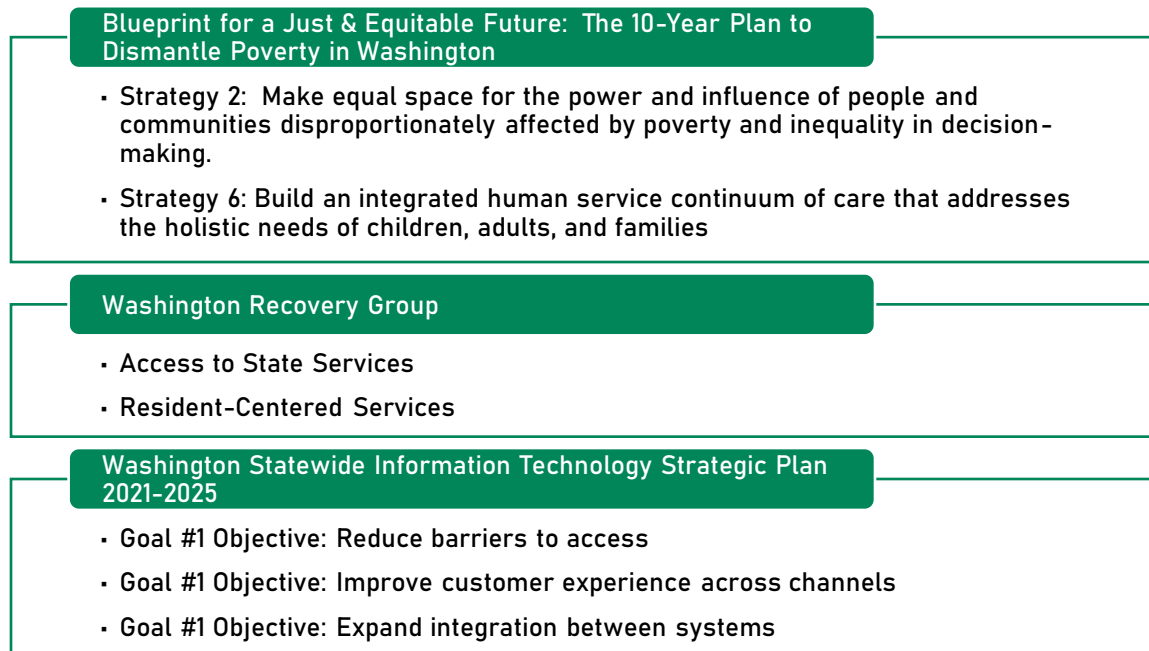 Blueprint for a Just & Equitable Future:  The 10-Year Plan to
Dismantle Poverty in Washington
▪ Strategy 2:  Make equal space for the power and influence of people and
communities disproportionately affected by poverty and inequality in decision-
making.
▪ Strategy 6: Build an integrated human service continuum of care that addresses
the holistic needs of children, adults, and families
Washington Recovery Group
▪ Access to State Services
▪ Resident-Centered Services
Washington Statewide Information Technology Strategic Plan
2021-2025
▪ Goal #1 Objective: Reduce barriers to access
▪ Goal #1 Objective: Improve customer experience across channels
▪ Goal #1 Objective: Expand integration between systems